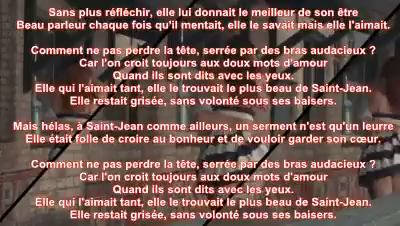 Sans plus réfléchir, elle lui donnait le meilleur de son être
Beau parleur chaque fois qu'il mentait, elle le savait mais elle l'aimait.
Comment ne pas perdre la tête, serrée par des bras audacieux ?
Car l'on croit toujours aux doux mots d'amour
Quand ils sont dits avec les yeux.
Elle qui l'aimait tant, elle le trouvait le plus beau de Saint-Jean.
Elle restait grisée, sans volonté sous ses baisers.
Mais hélas, à Saint-Jean comme ailleurs, un serment n'est qu'un leurre
Elle était folle de croire au bonheur et de vouloir garder son cœur.
Comment ne pas perdre la tête, serrée par des bras audacieux ?
Car l'on croit toujours aux doux mots d'amour
Quand ils sont dits avec les yeux.
Elle qui l'aimait tant, elle le trouvait le plus beau de Saint-Jean.
Elle restait grisée, sans volonté sous ses baisers.